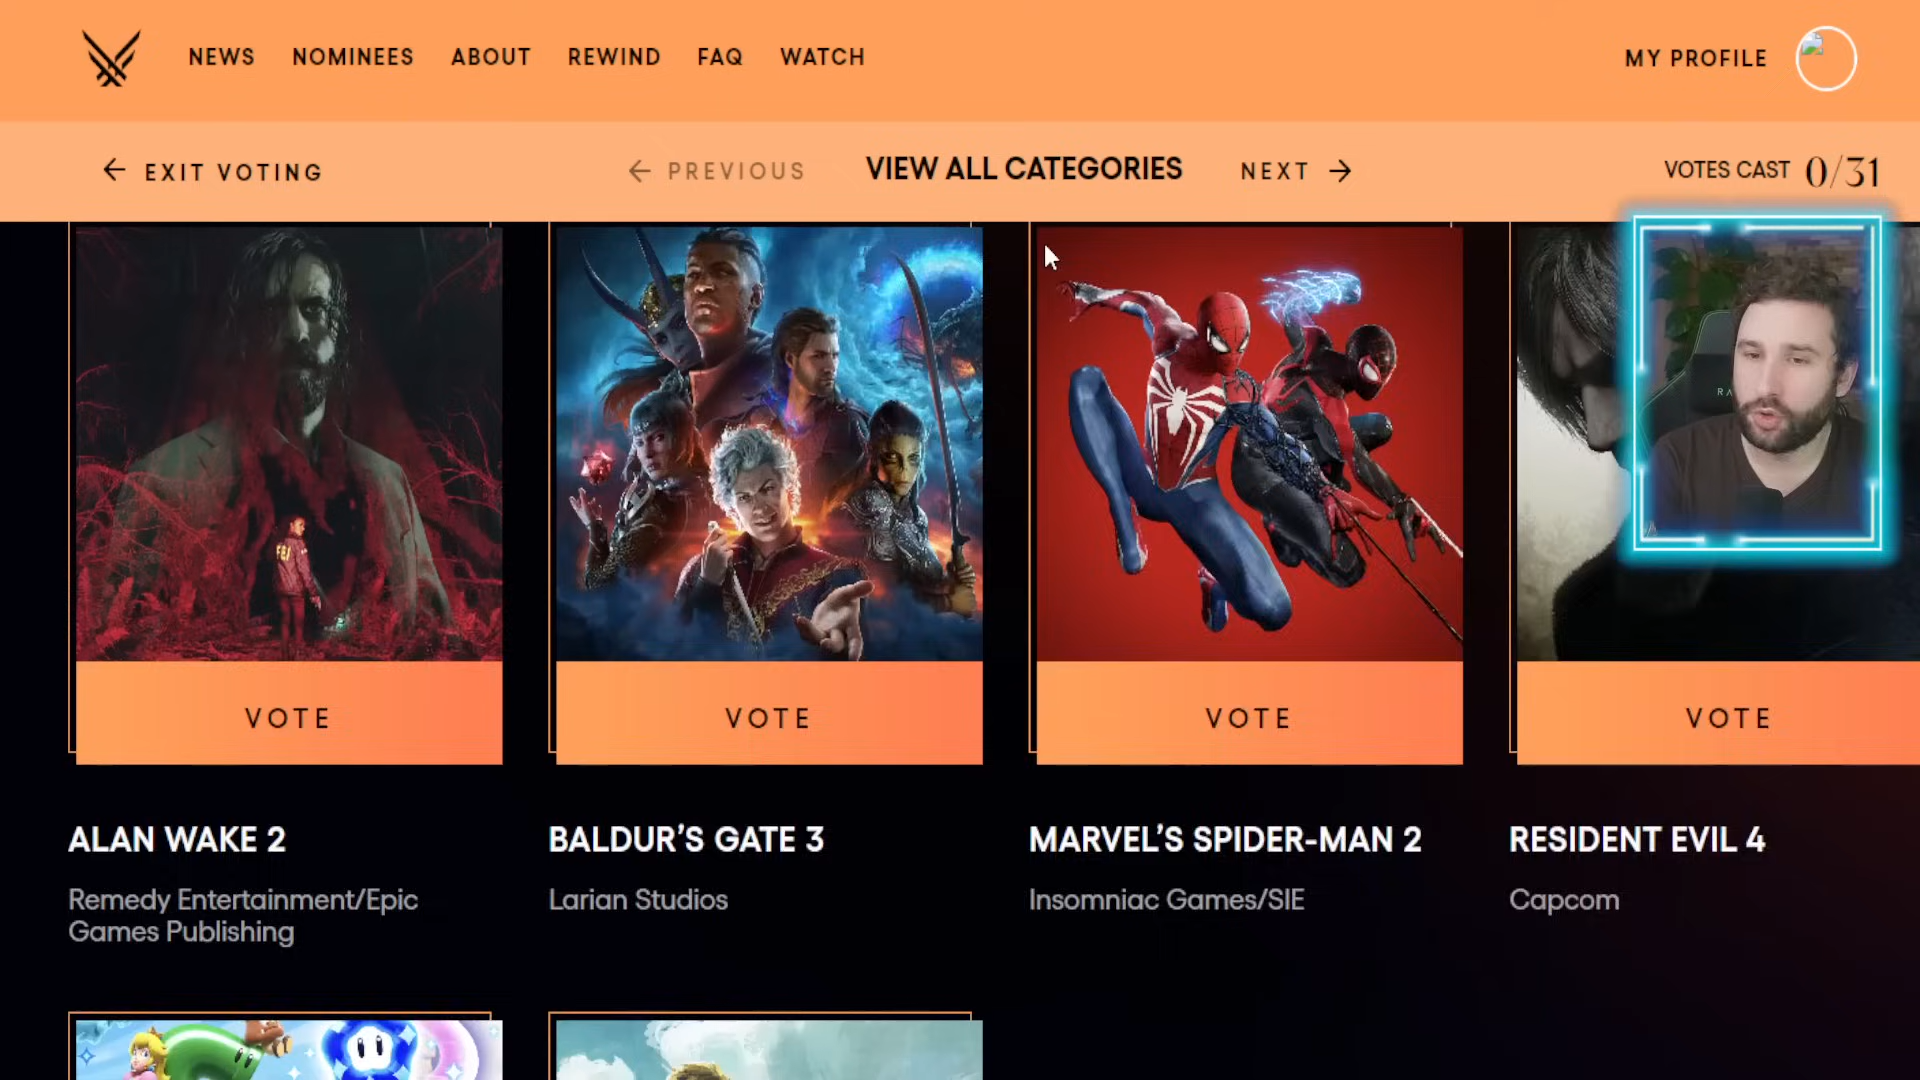 NEWS NOMINEES ABOUT REWIND FAQ WATCH MY PROFILE
← EXIT VOTING ← PREVIOUS VIEW ALL CATEGORIES NEXT → VOTES CAST 0/31
FBI
RA
VOTE VOTE VOTE VOTE
ALAN WAKE 2
Remedy Entertainment/Epic
Games Publishing
BALDUR’S GATE 3
Larian Studios
MARVEL’S SPIDER-MAN 2
Insomniac Games/SIE
RESIDENT EVIL 4
Capcom